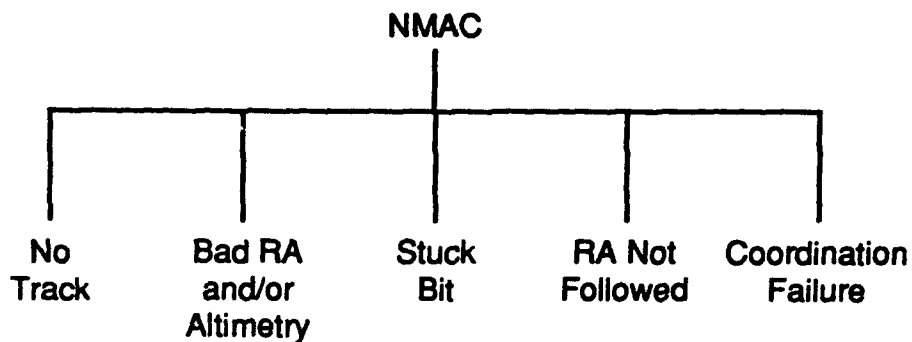 NMAC
No
Track
Bad RA
and/or
Altimetry
Stuck
Bit
RA Not
Followed
Coordination
Failure